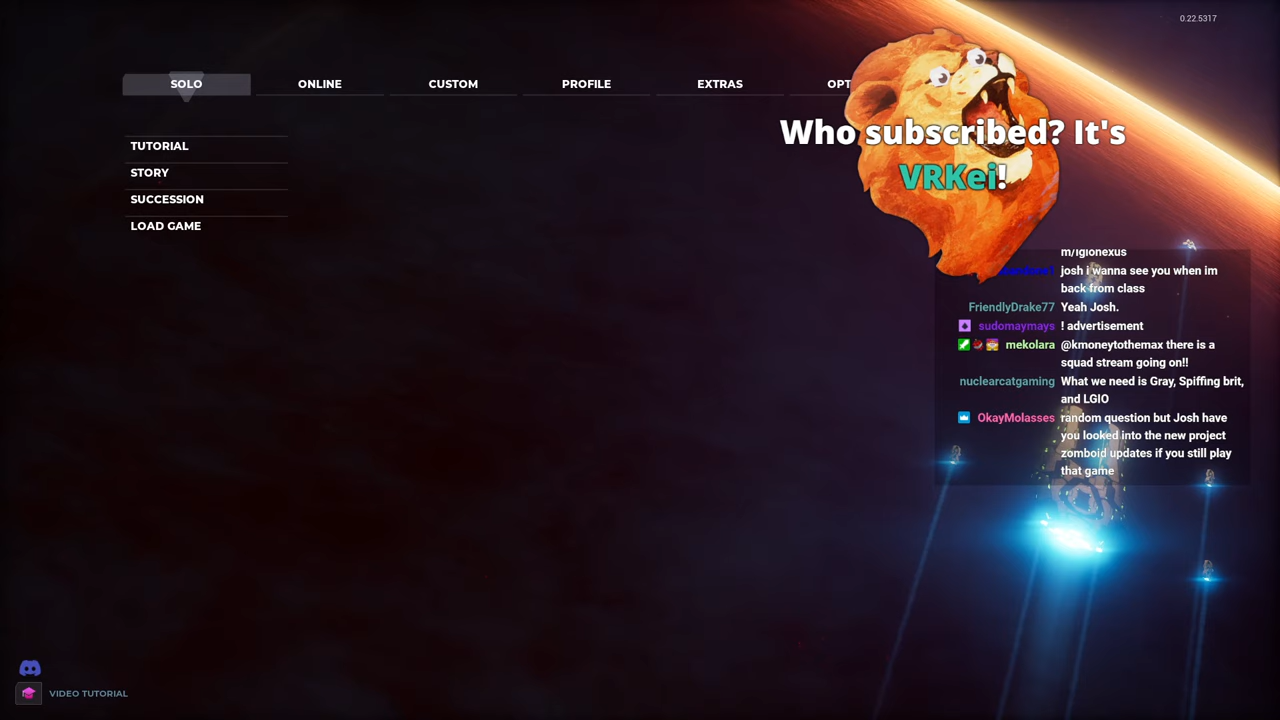 0.22.5317
SOLO
ONLINE
CUSTOM
PROFILE
EXTRAS
OPT
TUTORIAL
STORY
SUCCESSION
LOAD GAME
Who subscribed? It's
VRKei!
m/lgionexus
josh i wanna see you when im
back from class
FriendlyDrake77 Yeah Josh.
sudomaymays ! advertisement
mekolara @kmoneytothemax there is a
squad stream going on!!
nuclearcatgaming What we need is Gray, Spiffing brit,
and LGIO
OkayMolasses random question but Josh have
you looked into the new project
zomboid updates if you still play
that game
VIDEO TUTORIAL